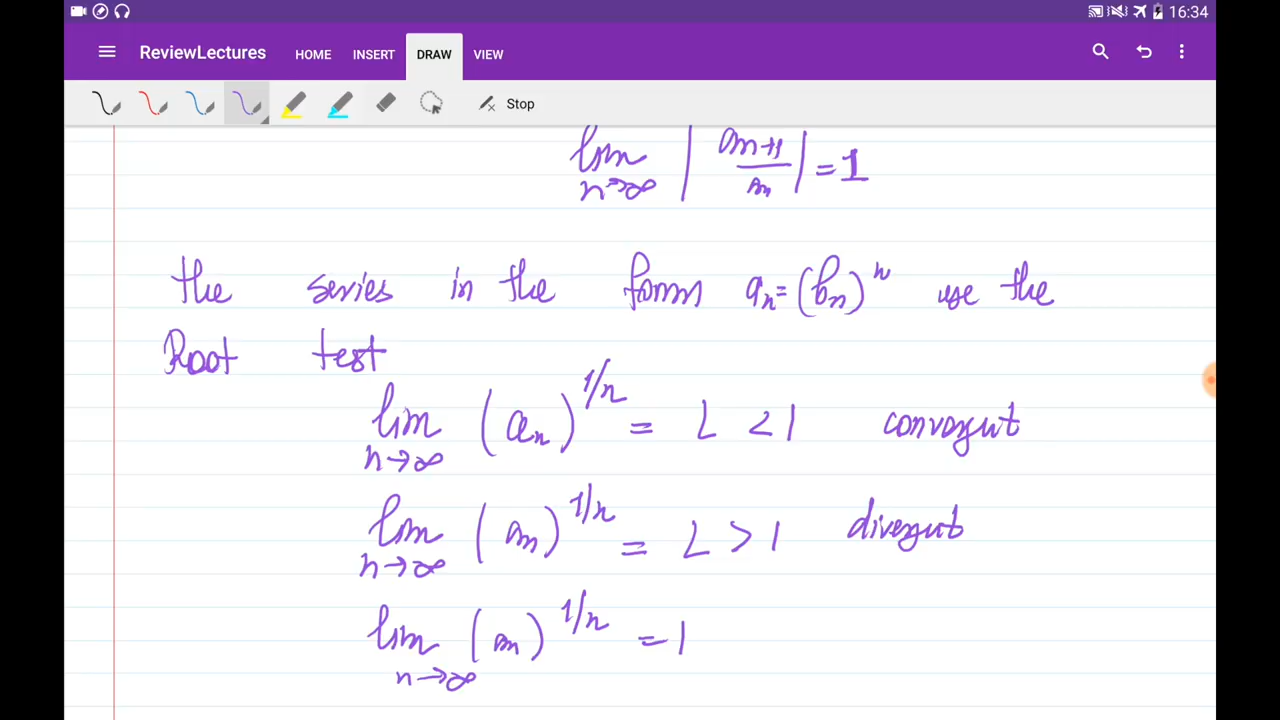 16:34
ReviewLectures HOME INSERT DRAW VIEW
Stop
lim n→∞ | an+1/an | = 1
the series in the form an = (bn)^n use the
Root test
lim n→∞ (an)^1/n = L < 1 convergent
lim n→∞ (an)^1/n = L > 1 divergent
lim n→∞ (an)^1/n = 1